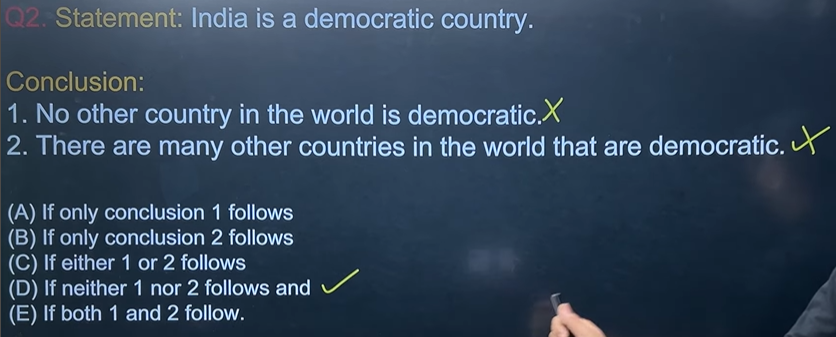 Q2. Statement: India is a democratic country.
Conclusion:
1. No other country in the world is democratic.
2. There are many other countries in the world that are democratic.
(A) If only conclusion 1 follows
(B) If only conclusion 2 follows
(C) If either 1 or 2 follows
(D) If neither 1 nor 2 follows and
(E) If both 1 and 2 follow.